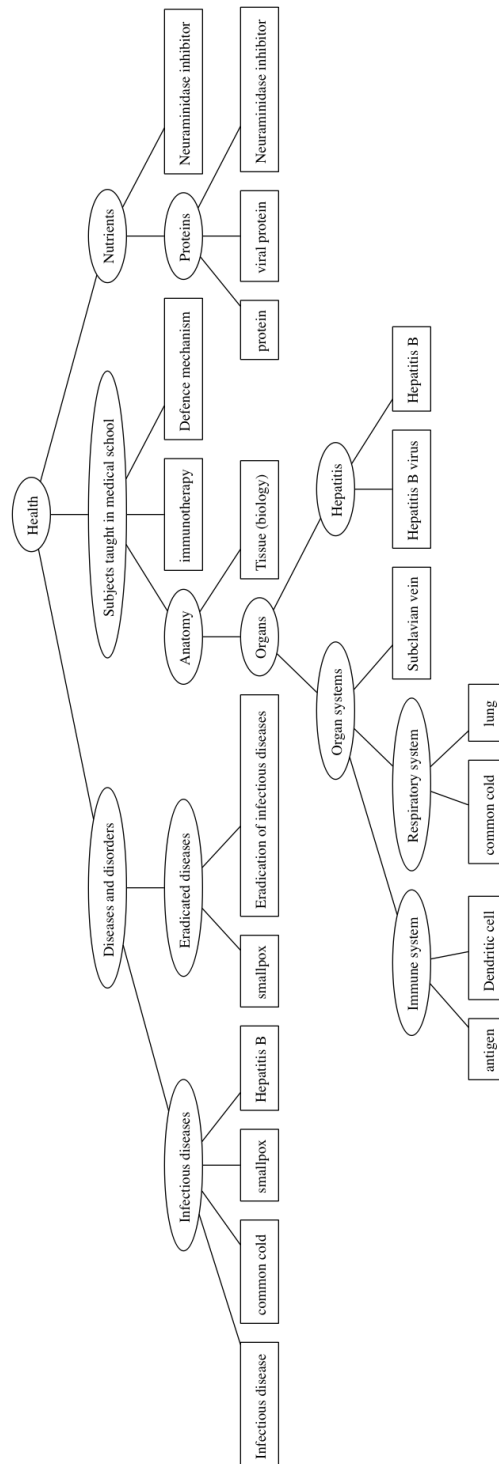 Health
Diseases and disorders
Subjects taught in medical school
Nutrients
Infectious diseases
Eradicated diseases
Anatomy
immunotherapy
Defence mechanism
Proteins
Neuraminidase inhibitor
Infectious disease
common cold
smallpox
Hepatitis B
smallpox
Eradication of infectious diseases
Organs
Tissue (biology)
protein
viral protein
Neuraminidase inhibitor
Organ systems
Hepatitis
Immune system
Respiratory system
Subclavian vein
Hepatitis B virus
Hepatitis B
antigen
Dendritic cell
common cold
lung